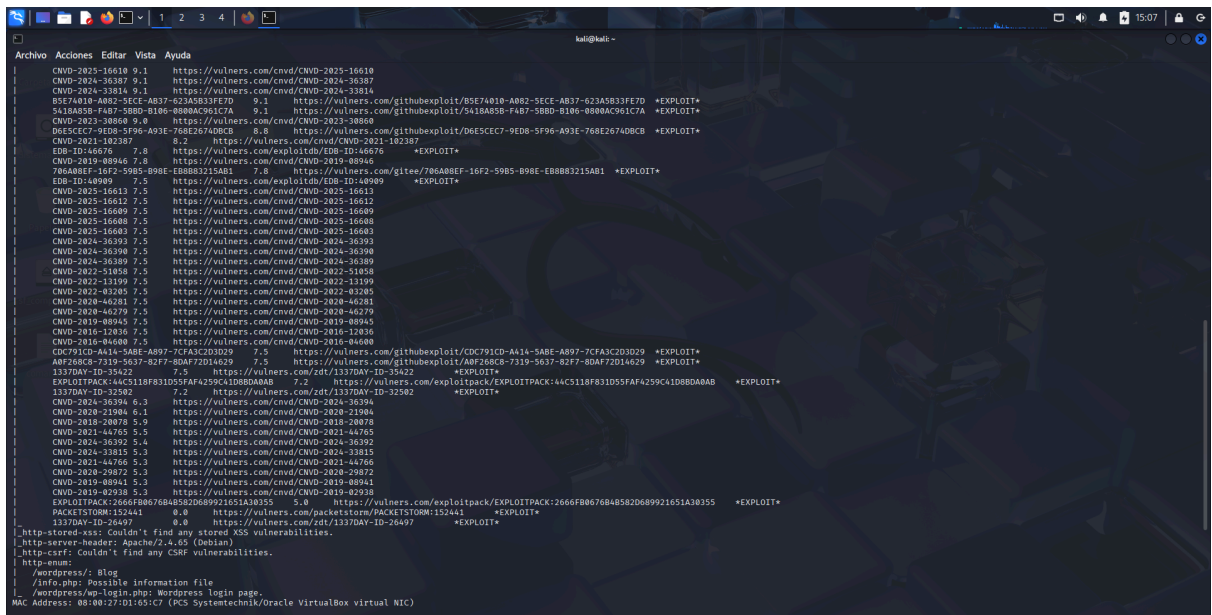 1 2 3 4
15:07
kali@kali: ~
Archivo Acciones Editar Vista Ayuda
| CNVD-2025-16610 9.1 https://vulners.com/cnvd/CNVD-2025-16610
| CNVD-2024-36387 9.1 https://vulners.com/cnvd/CNVD-2024-36387
| CNVD-2024-33814 9.1 https://vulners.com/cnvd/CNVD-2024-33814
| B5E74010-A082-5ECE-AB37-623A5B33FE7D 9.1 https://vulners.com/githubexploit/B5E74010-A082-5ECE-AB37-623A5B33FE7D *EXPLOIT*
| 5418A85B-F4B7-5BBD-B106-0800AC961C7A 9.1 https://vulners.com/githubexploit/5418A85B-F4B7-5BBD-B106-0800AC961C7A *EXPLOIT*
| CNVD-2023-30860 9.0 https://vulners.com/cnvd/CNVD-2023-30860
| D6E5CEC7-9ED8-5F96-A93E-768E2674DBCB 8.8 https://vulners.com/githubexploit/D6E5CEC7-9ED8-5F96-A93E-768E2674DBCB *EXPLOIT*
| CNVD-2021-102387 8.2 https://vulners.com/cnvd/CNVD-2021-102387
| EDB-ID:46676 7.8 https://vulners.com/exploitdb/EDB-ID:46676 *EXPLOIT*
| CNVD-2019-08946 7.8 https://vulners.com/cnvd/CNVD-2019-08946
| 706A08EF-16F2-59B5-B98E-EB8B83215AB1 7.8 https://vulners.com/gitee/706A08EF-16F2-59B5-B98E-EB8B83215AB1 *EXPLOIT*
| EDB-ID:40909 7.5 https://vulners.com/exploitdb/EDB-ID:40909 *EXPLOIT*
| CNVD-2025-16613 7.5 https://vulners.com/cnvd/CNVD-2025-16613
| CNVD-2025-16612 7.5 https://vulners.com/cnvd/CNVD-2025-16612
| CNVD-2025-16609 7.5 https://vulners.com/cnvd/CNVD-2025-16609
| CNVD-2025-16608 7.5 https://vulners.com/cnvd/CNVD-2025-16608
| CNVD-2025-16603 7.5 https://vulners.com/cnvd/CNVD-2025-16603
| CNVD-2024-36393 7.5 https://vulners.com/cnvd/CNVD-2024-36393
| CNVD-2024-36390 7.5 https://vulners.com/cnvd/CNVD-2024-36390
| CNVD-2024-36389 7.5 https://vulners.com/cnvd/CNVD-2024-36389
| CNVD-2022-51058 7.5 https://vulners.com/cnvd/CNVD-2022-51058
| CNVD-2022-13199 7.5 https://vulners.com/cnvd/CNVD-2022-13199
| CNVD-2022-03205 7.5 https://vulners.com/cnvd/CNVD-2022-03205
| CNVD-2020-46281 7.5 https://vulners.com/cnvd/CNVD-2020-46281
| CNVD-2020-46279 7.5 https://vulners.com/cnvd/CNVD-2020-46279
| CNVD-2019-08945 7.5 https://vulners.com/cnvd/CNVD-2019-08945
| CNVD-2016-12036 7.5 https://vulners.com/cnvd/CNVD-2016-12036
| CNVD-2016-04600 7.5 https://vulners.com/cnvd/CNVD-2016-04600
| CDC791CD-A414-5ABE-A897-7CFA3C2D3D29 7.5 https://vulners.com/githubexploit/CDC791CD-A414-5ABE-A897-7CFA3C2D3D29 *EXPLOIT*
| A0F268C8-7319-5637-82F7-8DAF72D14629 7.5 https://vulners.com/githubexploit/A0F268C8-7319-5637-82F7-8DAF72D14629 *EXPLOIT*
| 1337DAY-ID-35422 7.5 https://vulners.com/zdt/1337DAY-ID-35422 *EXPLOIT*
| EXPLOITPACK:44C5118F831D55FAF4259C41D8BDA0AB 7.2 https://vulners.com/exploitpack/EXPLOITPACK:44C5118F831D55FAF4259C41D8BDA0AB *EXPLOIT*
| 1337DAY-ID-32502 7.2 https://vulners.com/zdt/1337DAY-ID-32502 *EXPLOIT*
| CNVD-2024-36394 6.3 https://vulners.com/cnvd/CNVD-2024-36394
| CNVD-2020-21904 6.1 https://vulners.com/cnvd/CNVD-2020-21904
| CNVD-2018-20078 5.9 https://vulners.com/cnvd/CNVD-2018-20078
| CNVD-2021-44765 5.5 https://vulners.com/cnvd/CNVD-2021-44765
| CNVD-2024-36392 5.4 https://vulners.com/cnvd/CNVD-2024-36392
| CNVD-2024-33815 5.3 https://vulners.com/cnvd/CNVD-2024-33815
| CNVD-2021-44766 5.3 https://vulners.com/cnvd/CNVD-2021-44766
| CNVD-2020-29872 5.3 https://vulners.com/cnvd/CNVD-2020-29872
| CNVD-2019-08941 5.3 https://vulners.com/cnvd/CNVD-2019-08941
| CNVD-2019-02938 5.3 https://vulners.com/cnvd/CNVD-2019-02938
| EXPLOITPACK:2666FB0676B4B582D689921651A30355 5.0 https://vulners.com/exploitpack/EXPLOITPACK:2666FB0676B4B582D689921651A30355 *EXPLOIT*
| PACKETSTORM:152441 0.0 https://vulners.com/packetstorm/PACKETSTORM:152441 *EXPLOIT*
|_ 1337DAY-ID-26497 0.0 https://vulners.com/zdt/1337DAY-ID-26497 *EXPLOIT*
|_http-stored-xss: Couldn't find any stored XSS vulnerabilities.
|_http-server-header: Apache/2.4.65 (Debian)
|_http-csrf: Couldn't find any CSRF vulnerabilities.
| http-enum:
| /wordpress/: Blog
| /info.php: Possible information file
|_ /wordpress/wp-login.php: Wordpress login page.
MAC Address: 08:00:27:D1:65:C7 (PCS Systemtechnik/Oracle VirtualBox virtual NIC)